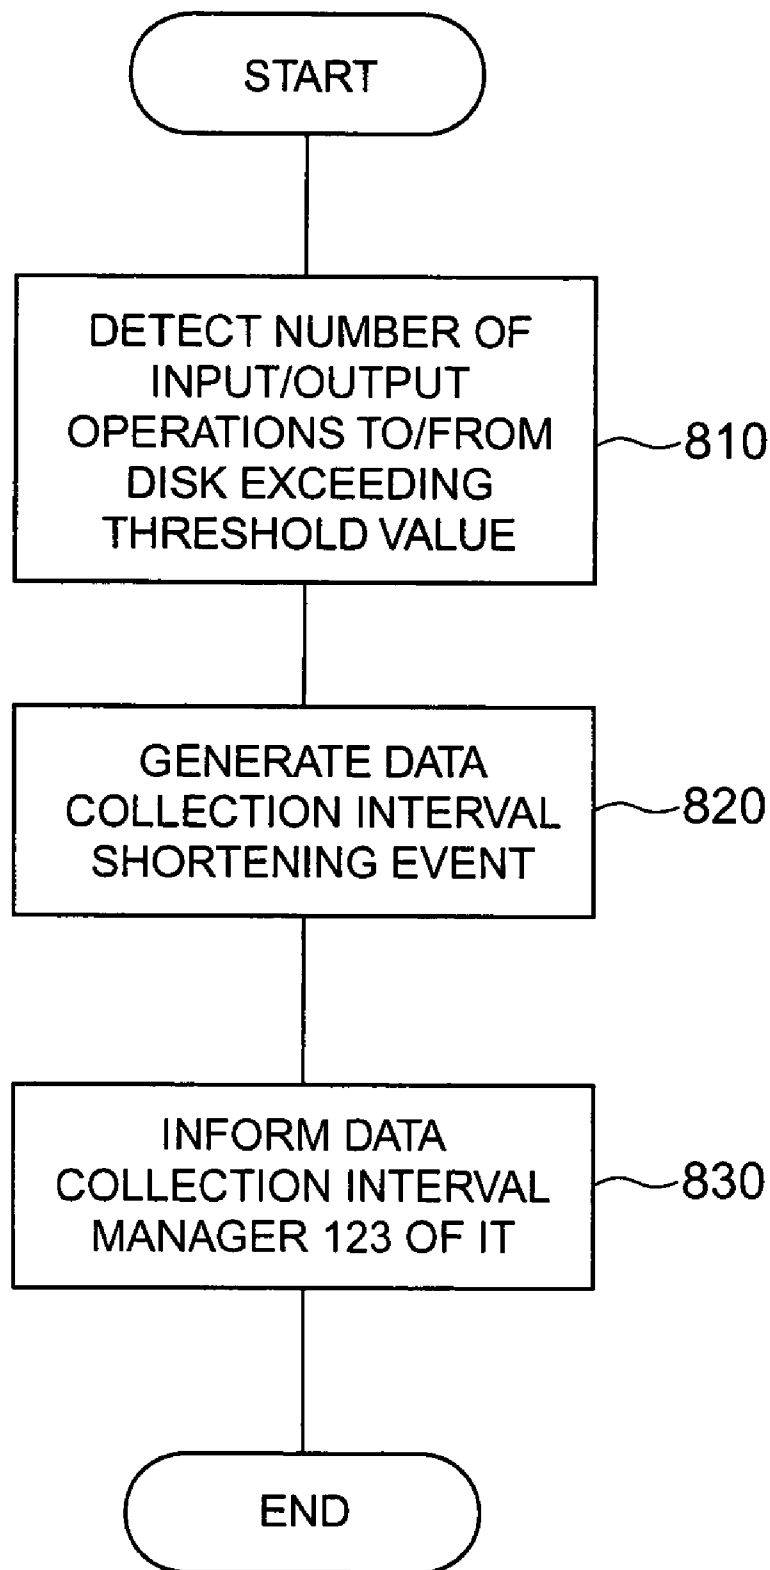 START
DETECT NUMBER OF
INPUT/OUTPUT
OPERATIONS TO/FROM
DISK EXCEEDING
THRESHOLD VALUE
810
GENERATE DATA
COLLECTION INTERVAL
SHORTENING EVENT
820
INFORM DATA
COLLECTION INTERVAL
MANAGER 123 OF IT
830
END